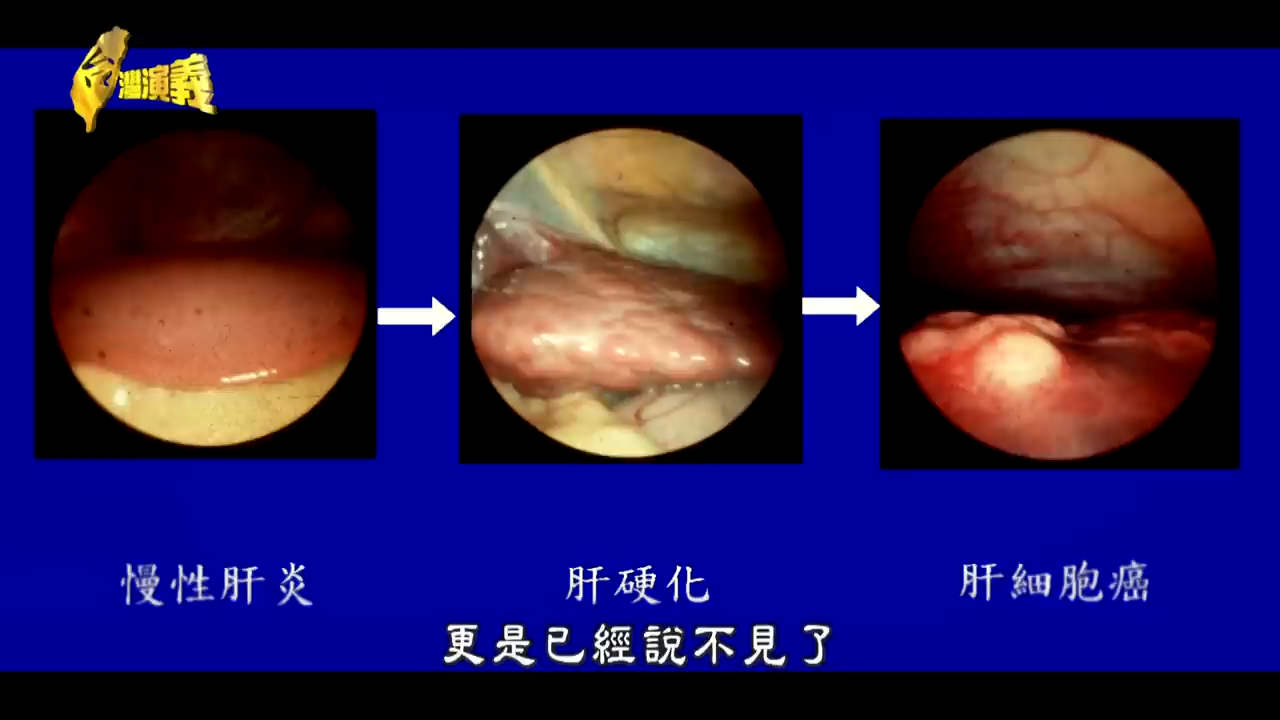 台灣演義
慢性肝炎
肝硬化
肝細胞癌
更是已經說不見了